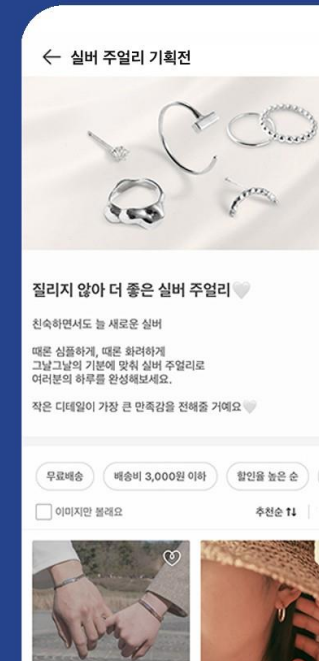 ← 실버 주얼리 기획전
질리지 않아 더 좋은 실버 주얼리🤍
친숙하면서도 늘 새로운 실버
때론 심플하게, 때론 화려하게
그날그날의 기분에 맞춰 실버 주얼리로
여러분의 하루를 완성해보세요.
작은 디테일이 가장 큰 만족감을 전해줄 거예요🤍
무료배송 배송비 3,000원 이하 할인율 높은 순
이미지만 볼래요 추천순 ↑↓